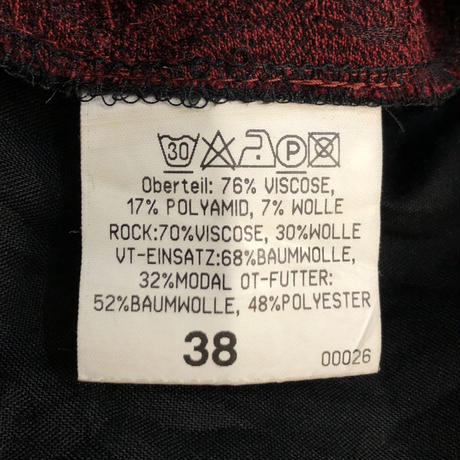 30 P
Oberteil: 76% VISCOSE,
17% POLYAMID, 7% WOLLE
ROCK:70%VISCOSE, 30%WOLLE
VT-EINSATZ:68%BAUMWOLLE,
32%MODAL OT-FUTTER:
52%BAUMWOLLE, 48%POLYESTER
38 00026